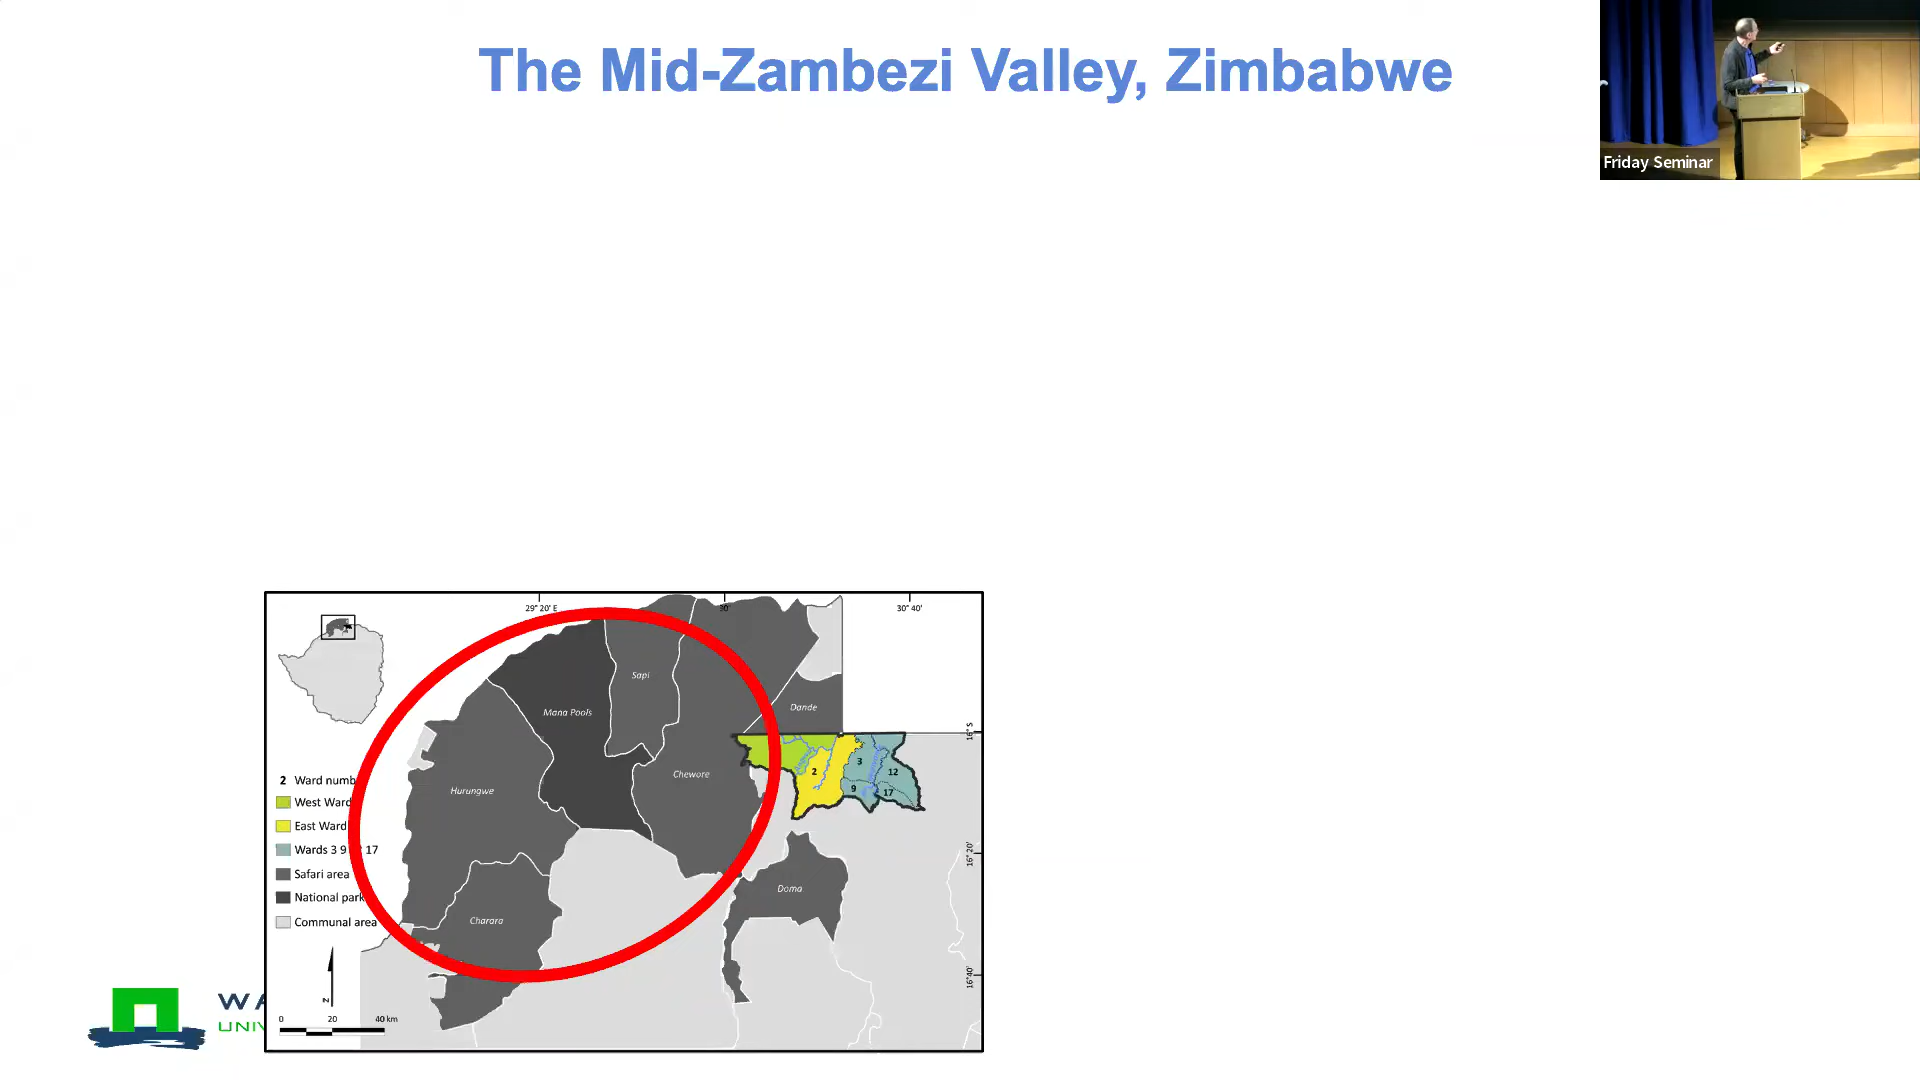 The Mid-Zambezi Valley, Zimbabwe
Friday Seminar
29° 20' E
30°
30° 40'
Sapi
Mana Pools
Dande
16° S
Chewore
2
3
12
9
17
Hurungwe
2 Ward numb
West Ward
East Ward
Wards 3 9 17
Safari area
National park
Communal area
16°20'
Doma
Charara
16°40'
N
0 20 40 km
WA
UNIV